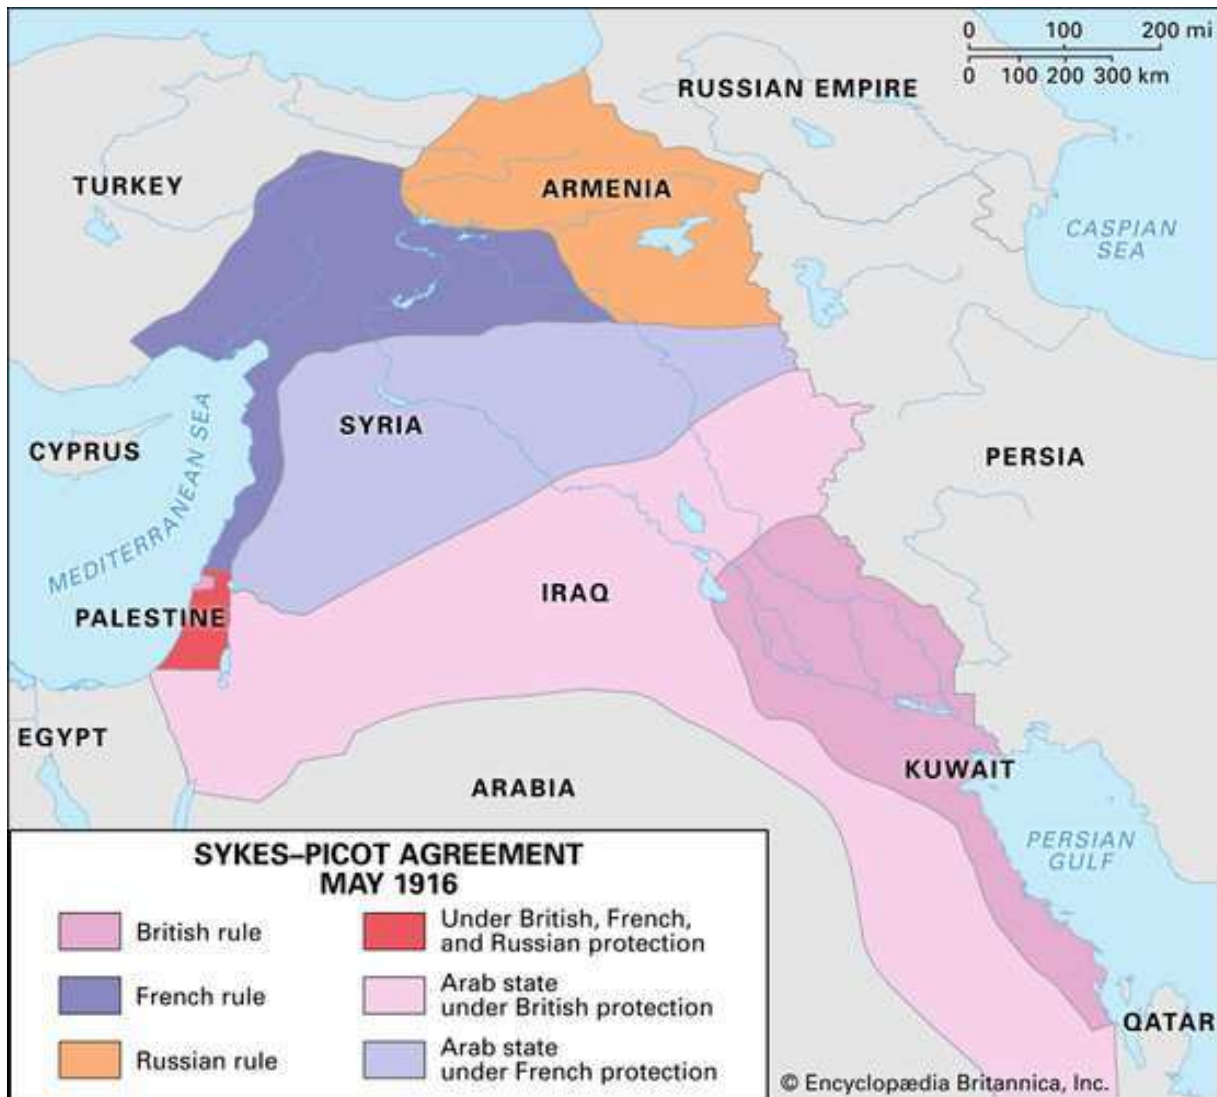 0 100 200 mi
0 100 200 300 km
RUSSIAN EMPIRE
TURKEY
ARMENIA
CASPIAN
SEA
SYRIA
CYPRUS
MEDITERRANEAN SEA
PERSIA
IRAQ
PALESTINE
EGYPT
KUWAIT
ARABIA
PERSIAN
GULF
QATAR
SYKES–PICOT AGREEMENT
MAY 1916
British rule
French rule
Russian rule
Under British, French,
and Russian protection
Arab state
under British protection
Arab state
under French protection
© Encyclopædia Britannica, Inc.